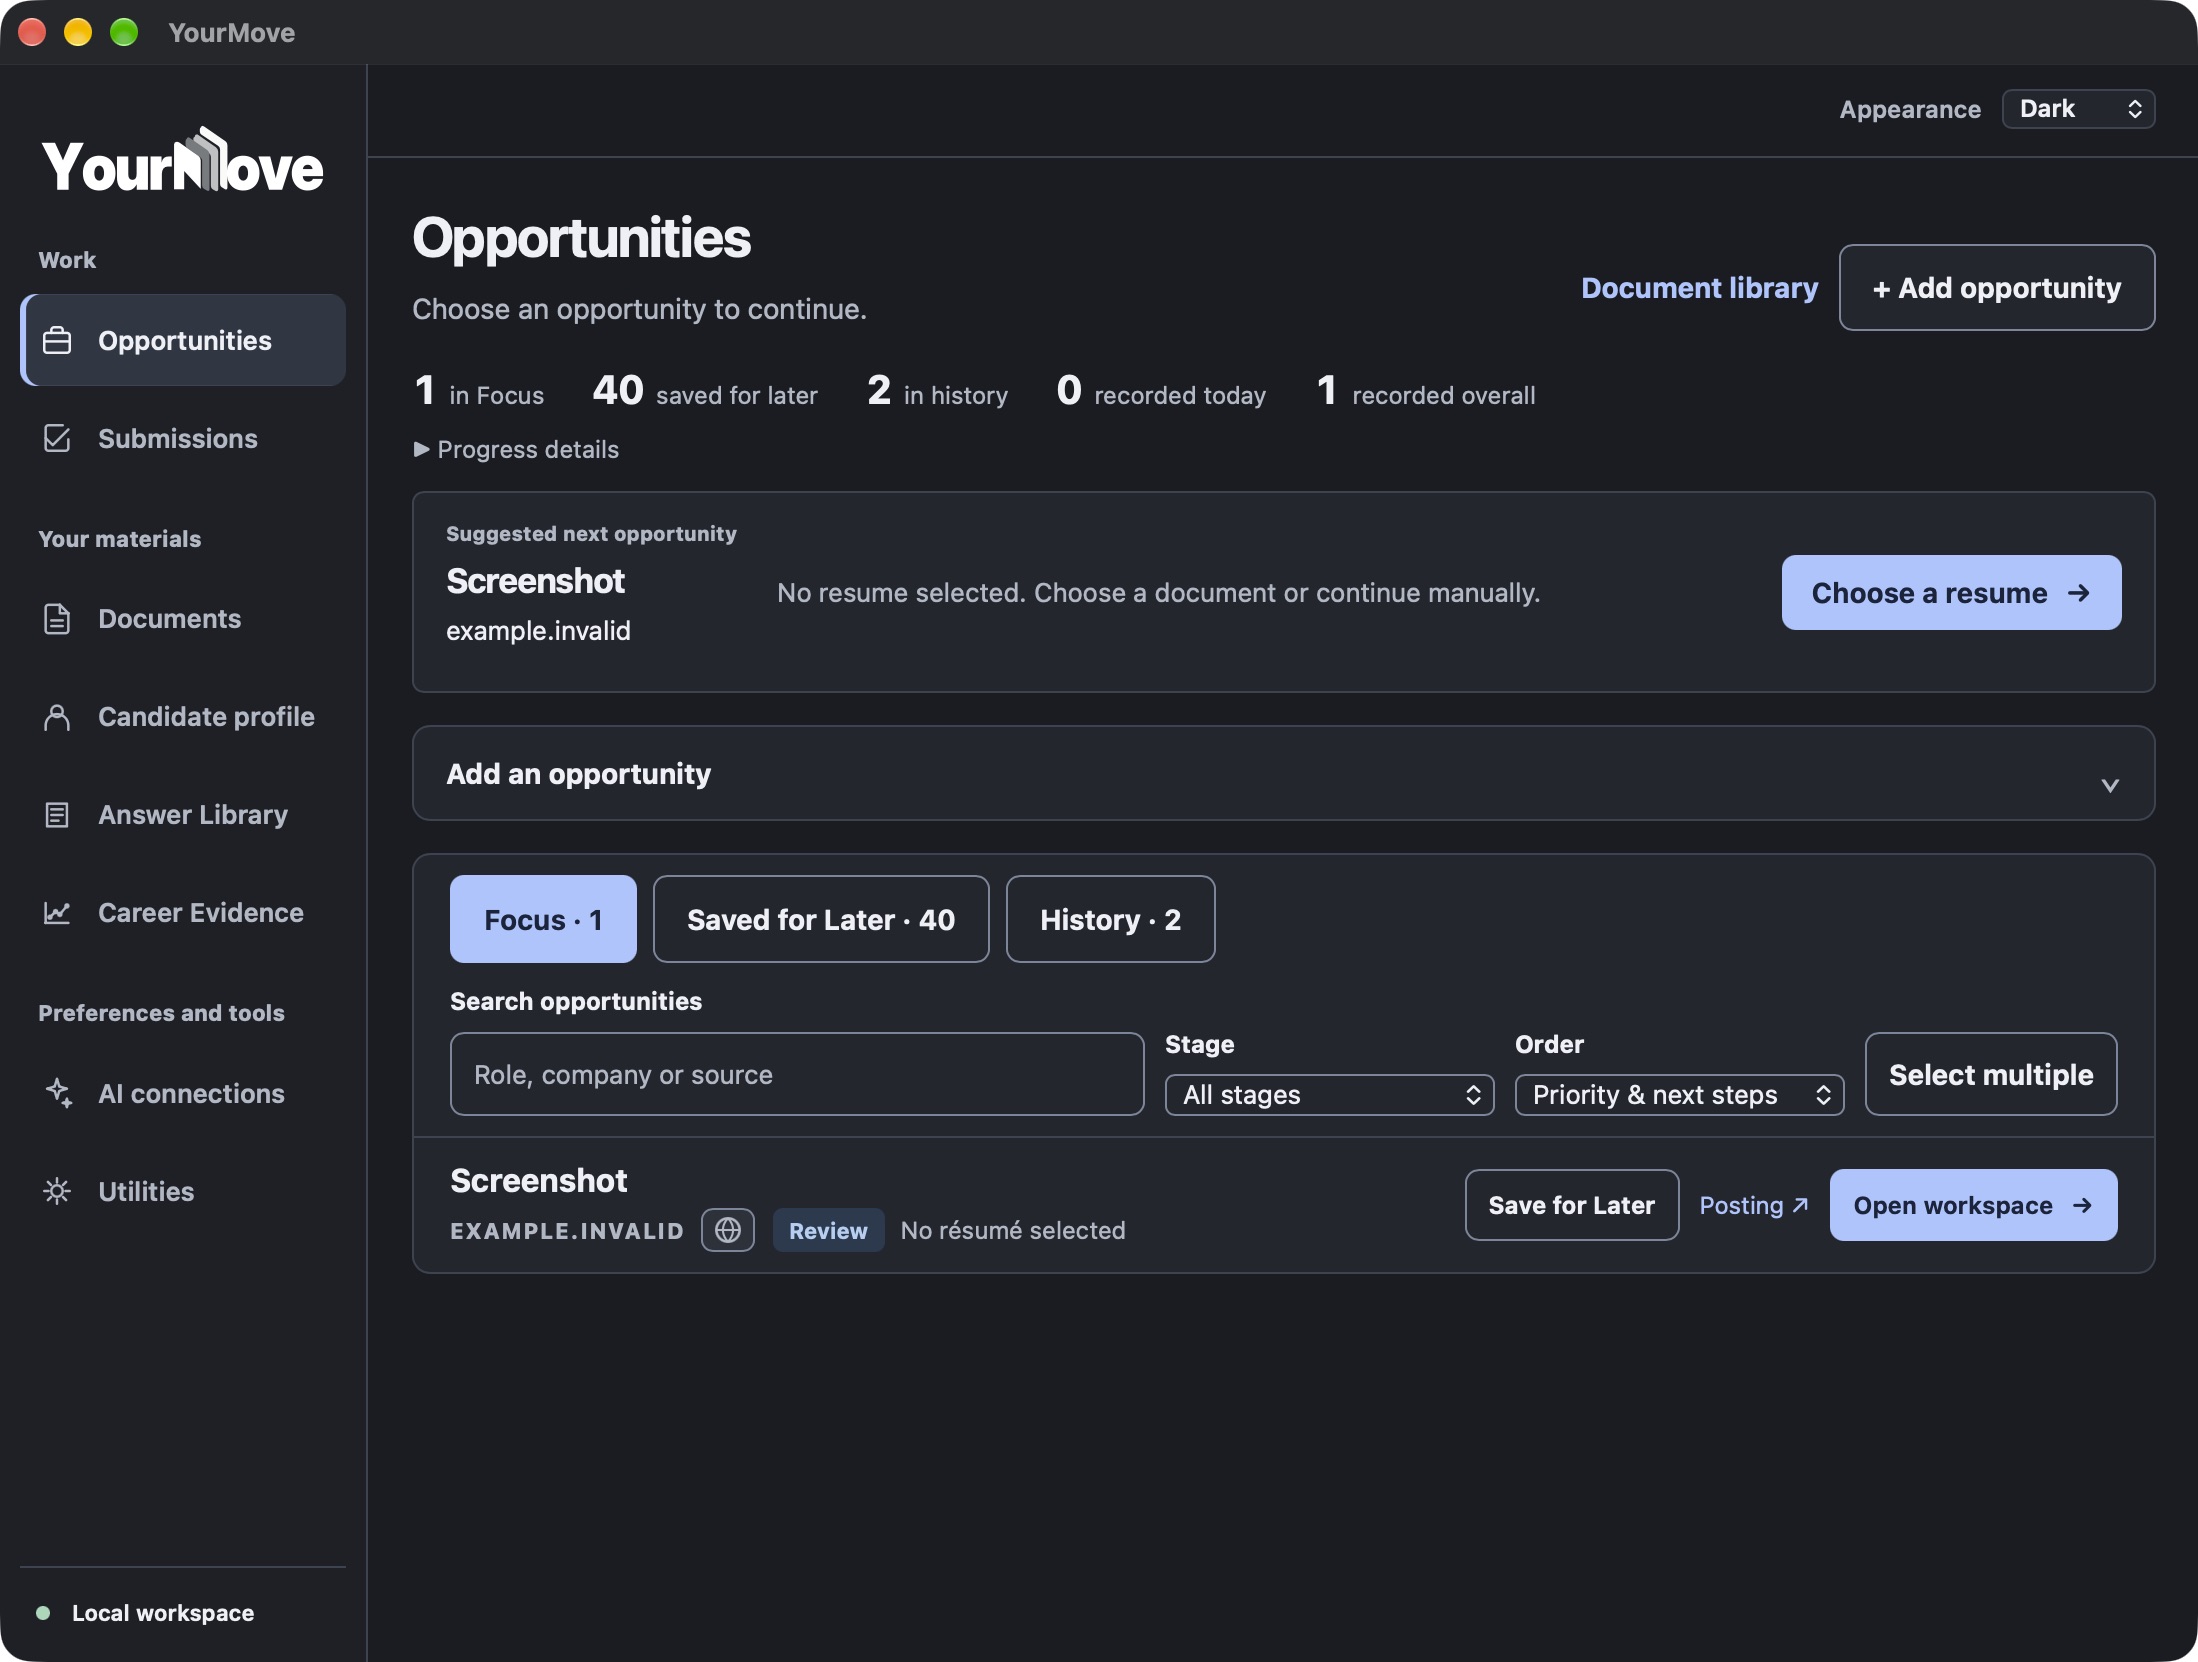 YourMove
YourMove
Appearance
Dark
Work
Opportunities
Submissions
Your materials
Documents
Candidate profile
Answer Library
Career Evidence
Preferences and tools
AI connections
Utilities
Local workspace
Opportunities
Choose an opportunity to continue.
Document library
+ Add opportunity
1 in Focus 40 saved for later 2 in history 0 recorded today 1 recorded overall
Progress details
Suggested next opportunity
Screenshot
example.invalid
No resume selected. Choose a document or continue manually.
Choose a resume →
Add an opportunity
Focus · 1
Saved for Later · 40
History · 2
Search opportunities
Role, company or source
Stage
All stages
Order
Priority & next steps
Select multiple
Screenshot
EXAMPLE.INVALID Review No résumé selected
Save for Later
Posting ↗
Open workspace →